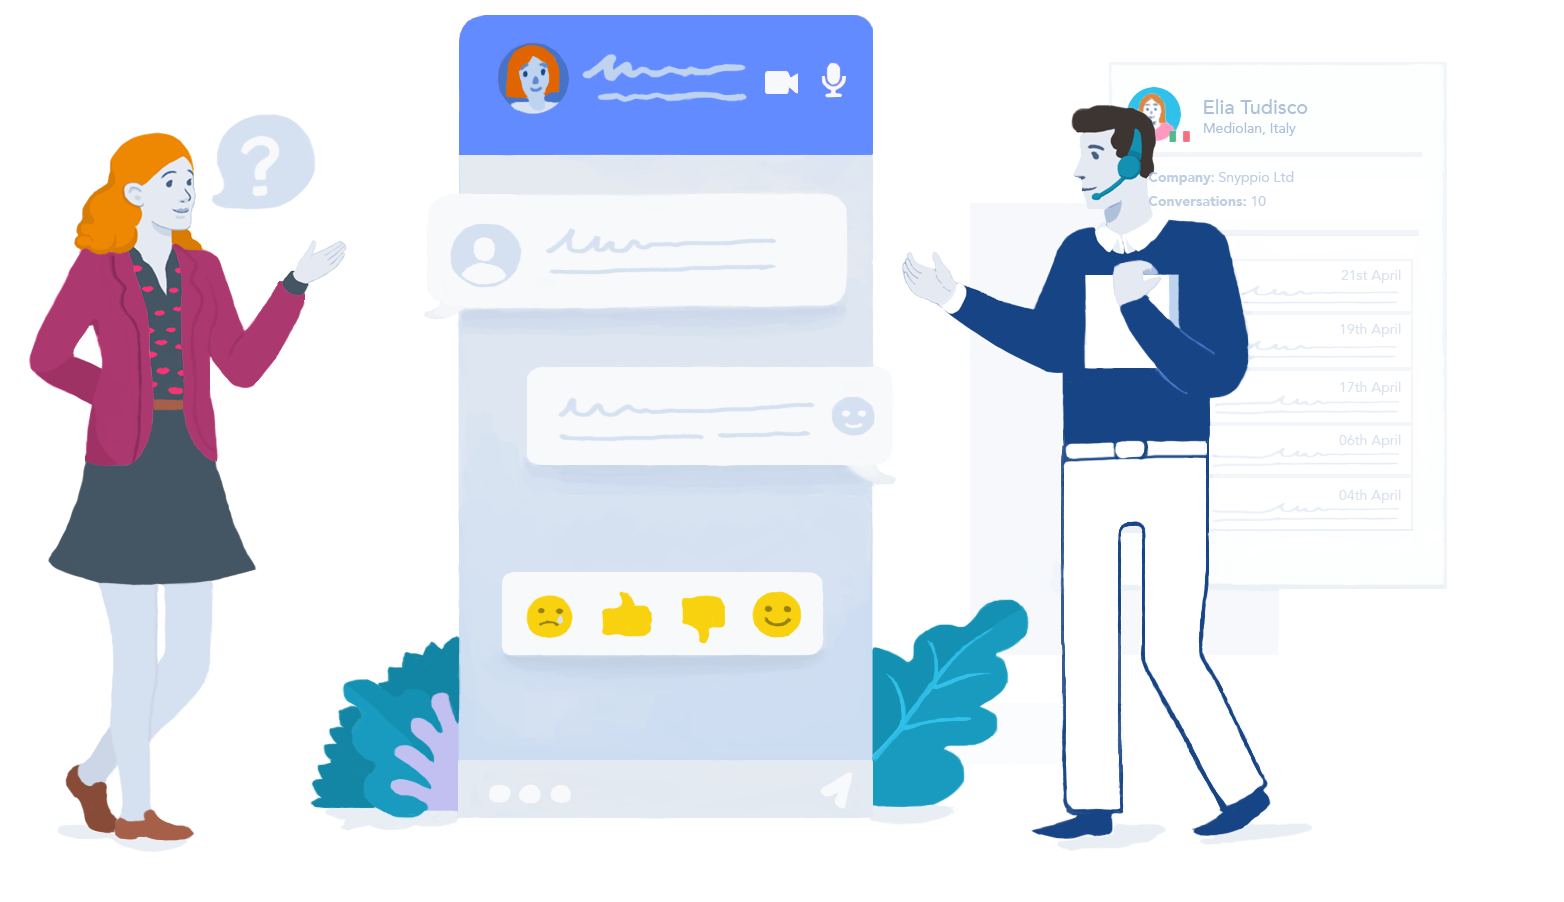 ?
Elia Tudisco
Mediolan, Italy
Company: Snyppio Ltd
Conversations: 10
21st April
19th April
17th April
06th April
04th April